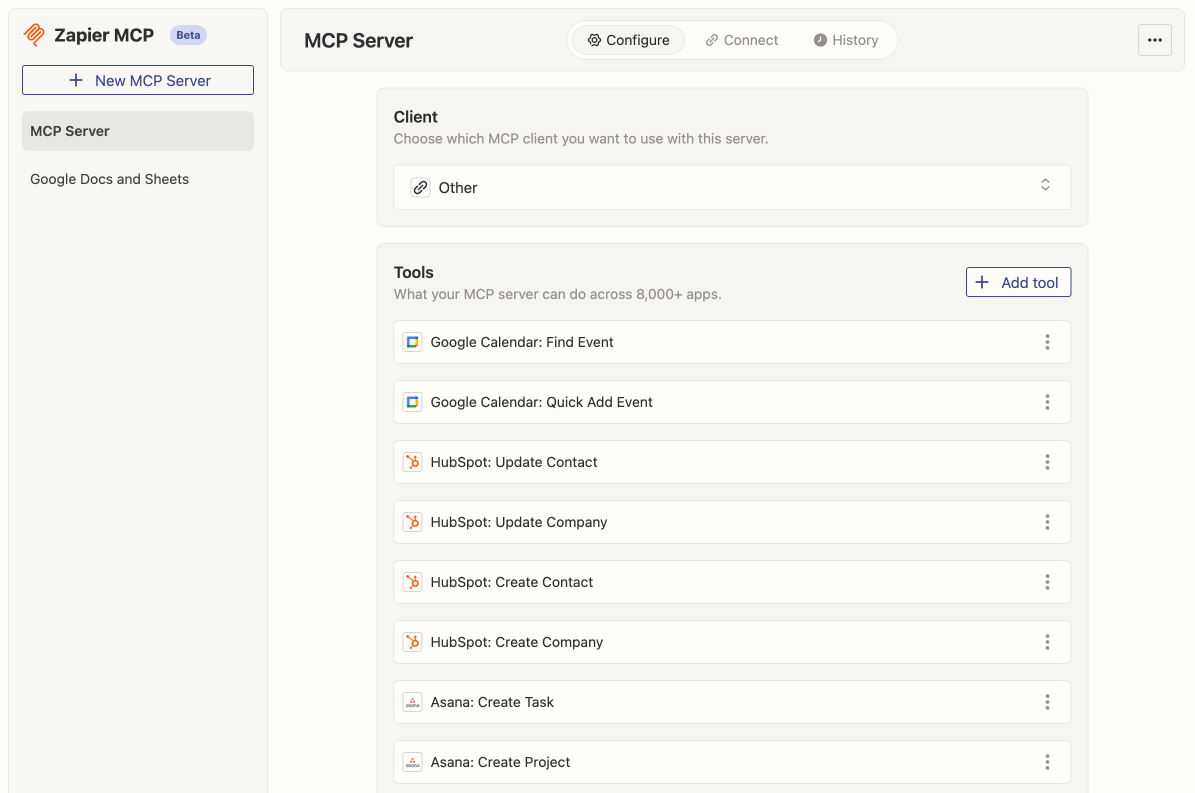 Zapier MCP Beta
New MCP Server
MCP Server
Google Docs and Sheets
MCP Server
Configure Connect History
Client
Choose which MCP client you want to use with this server.
Other
Tools
What your MCP server can do across 8,000+ apps.
Add tool
Google Calendar: Find Event
Google Calendar: Quick Add Event
HubSpot: Update Contact
HubSpot: Update Company
HubSpot: Create Contact
HubSpot: Create Company
asana Asana: Create Task
asana Asana: Create Project